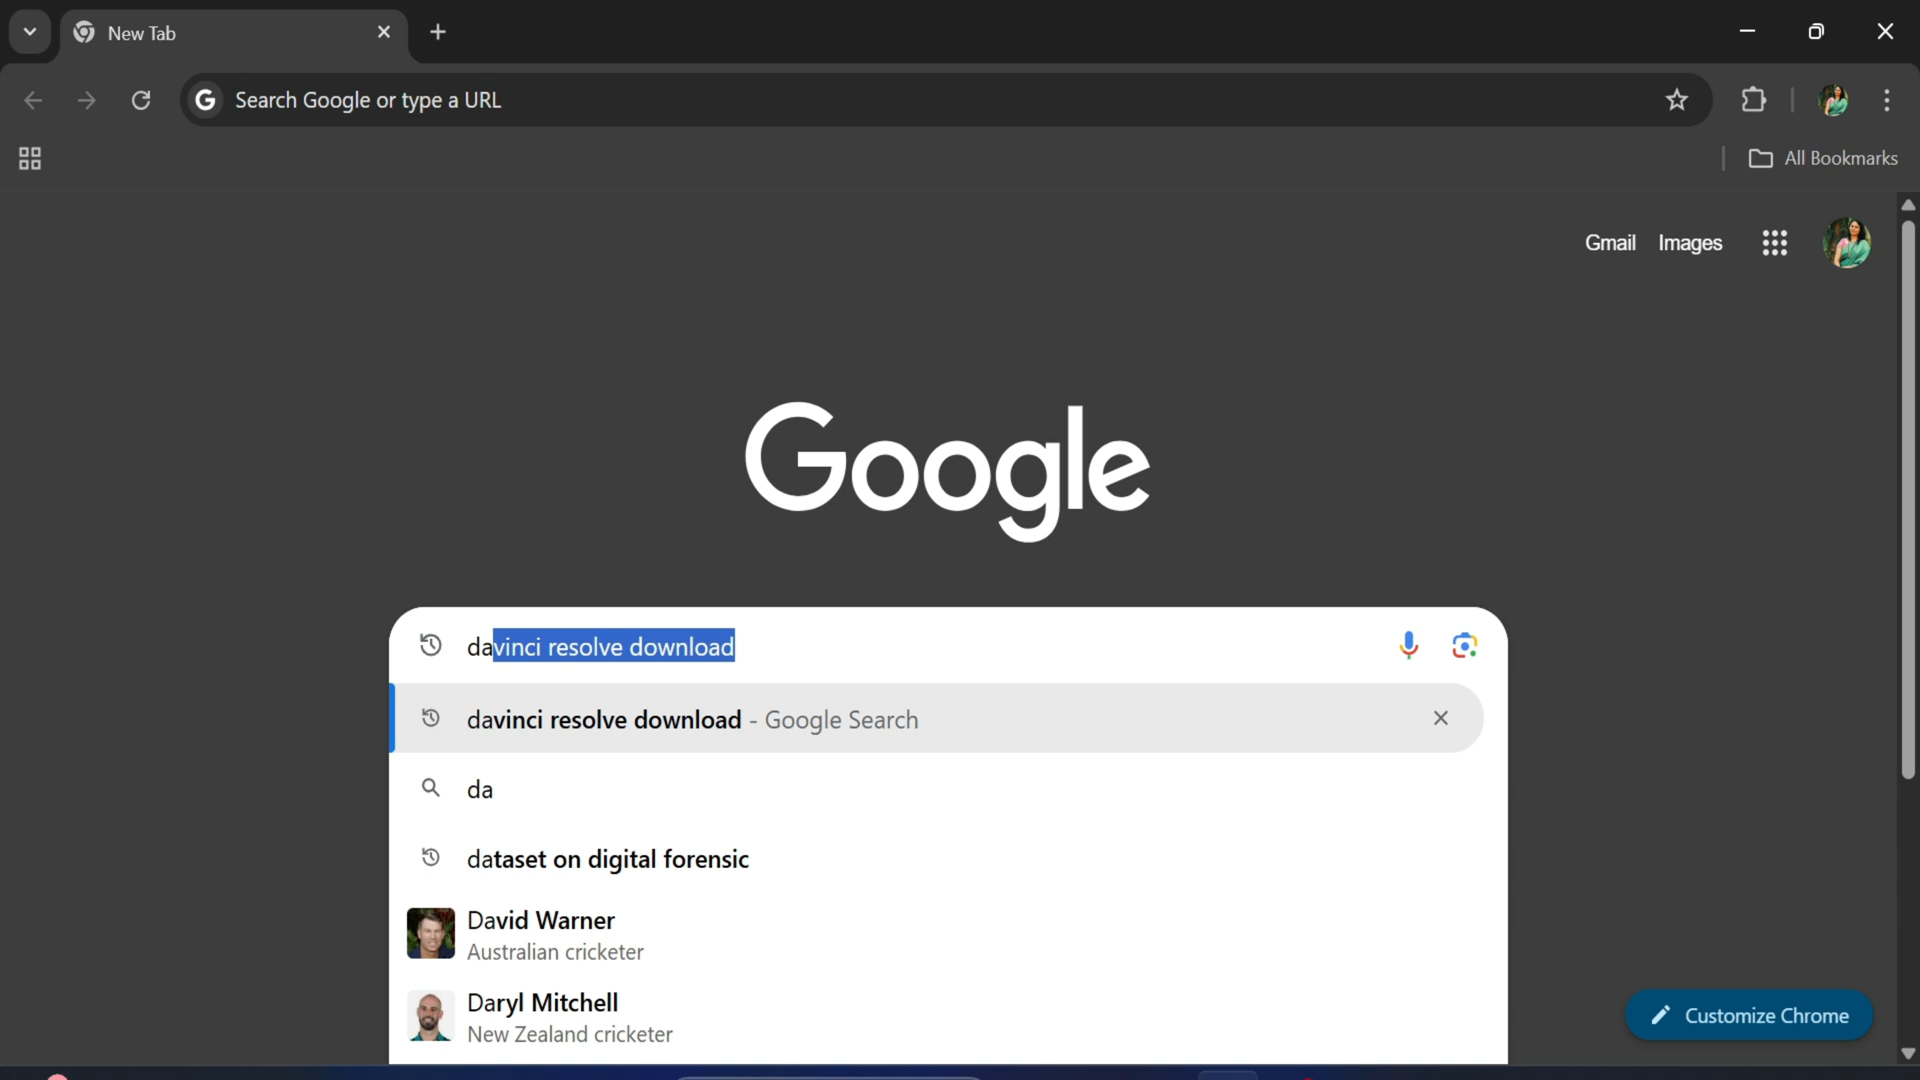 New Tab
Search Google or type a URL
All Bookmarks
Gmail Images
Google
davinci resolve download
davinci resolve download - Google Search
da
dataset on digital forensic
David Warner
Australian cricketer
Daryl Mitchell
New Zealand cricketer
Customize Chrome